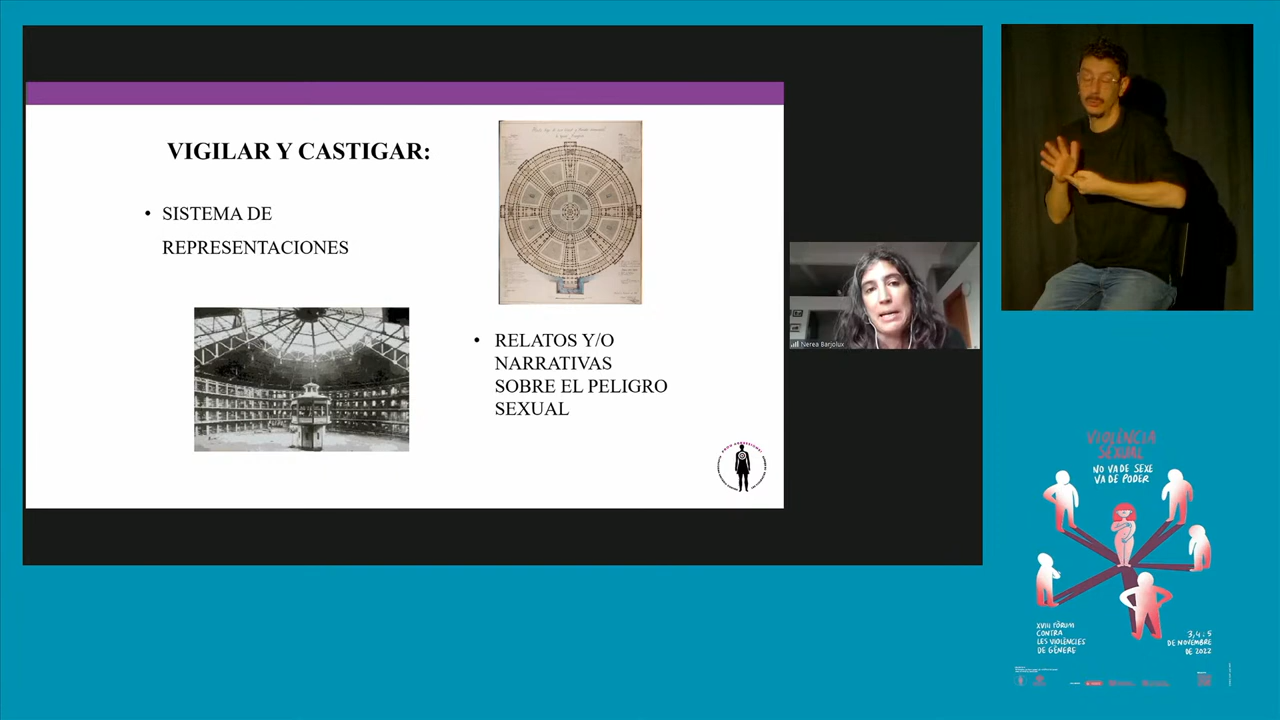 VIGILAR Y CASTIGAR:
• SISTEMA DE
REPRESENTACIONES
• RELATOS Y/O
NARRATIVAS
SOBRE EL PELIGRO
SEXUAL
Nerea Barjolux
VIOLÈNCIA
SEXUAL
NO VA DE SEXE
VA DE PODER
XVIII FÒRUM
CONTRA
LES VIOLÈNCIES
DE GÈNERE
3, 4 i 5
DE NOVEMBRE
DE 2022